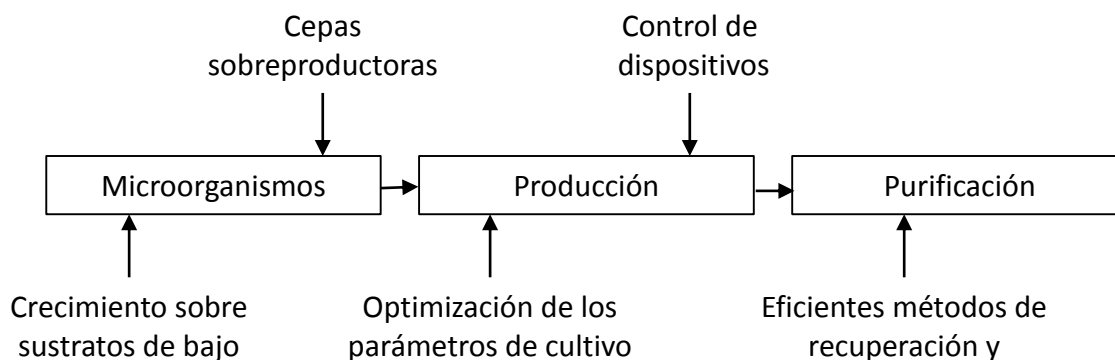 Cepas
sobreproductoras
Control de
dispositivos
Microorganismos
Producción
Purificación
Crecimiento sobre
sustratos de bajo
Optimización de los
parámetros de cultivo
Eficientes métodos de
recuperación y